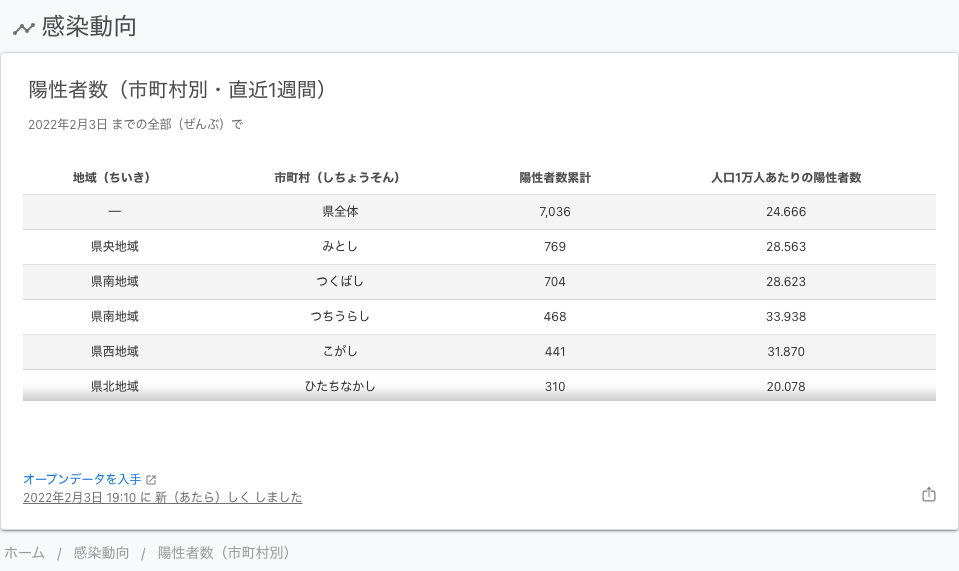 感染動向
陽性者数（市町村別・直近1週間）
2022年2月3日 までの全部（ぜんぶ）で
地域（ちいき） 市町村（しちょうそん） 陽性者数累計 人口1万人あたりの陽性者数
— 県全体 7,036 24.666
県央地域 みとし 769 28.563
県南地域 つくばし 704 28.623
県南地域 つちうらし 468 33.938
県西地域 こがし 441 31.870
県北地域 ひたちなかし 310 20.078
オープンデータを入手
2022年2月3日 19:10 に 新（あたら）しく しました
ホーム / 感染動向 / 陽性者数（市町村別）